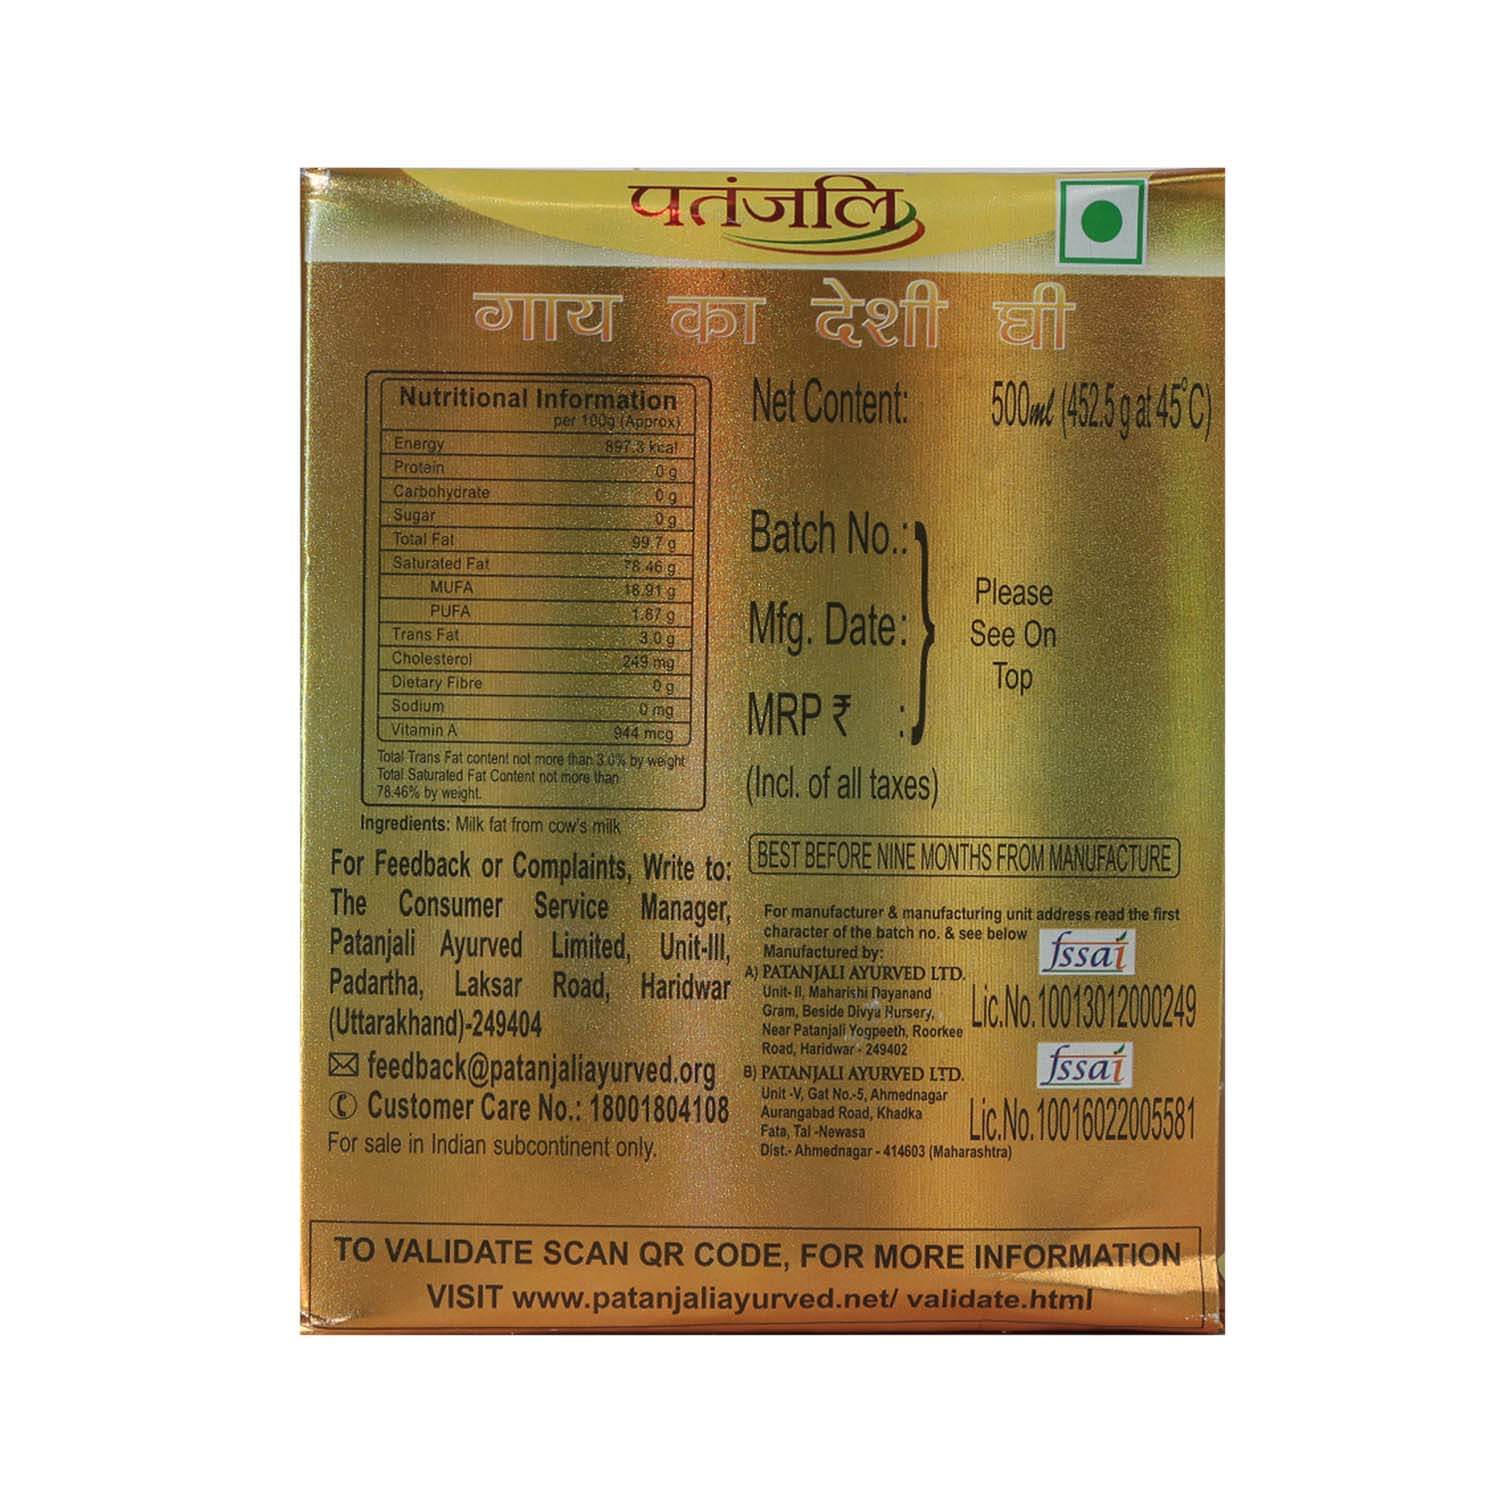 पतंजलि
गाय का देशी घी
Nutritional Information
per 100g (Approx)
Energy 897.3 kcal
Protein 0 g
Carbohydrate 0 g
Sugar 0 g
Total Fat 99.7 g
Saturated Fat 78.46 g
MUFA 18.91 g
PUFA 1.87 g
Trans Fat 3.0 g
Cholesterol 249 mg
Dietary Fibre 0 g
Sodium 0 mg
Vitamin A 944 mcg
Total Trans Fat content not more than 3.0% by weight
Total Saturated Fat Content not more than
78.46% by weight.
Ingredients: Milk fat from cow's milk
For Feedback or Complaints, Write to:
The Consumer Service Manager,
Patanjali Ayurved Limited, Unit-III,
Padartha, Laksar Road, Haridwar
(Uttarakhand)-249404
feedback@patanjaliayurved.org
Customer Care No.: 18001804108
For sale in Indian subcontinent only.
Net Content: 500ml (452.5 g at 45°C)
Batch No.:
Mfg. Date:
MRP ₹ :
Please
See On
Top
(Incl. of all taxes)
BEST BEFORE NINE MONTHS FROM MANUFACTURE
For manufacturer & manufacturing unit address read the first
character of the batch no. & see below
Manufactured by:
A) PATANJALI AYURVED LTD.
Unit- II, Maharishi Dayanand
Gram, Beside Divya Nursery,
Near Patanjali Yogpeeth, Roorkee
Road, Haridwar - 249402
fssai
Lic.No.10013012000249
B) PATANJALI AYURVED LTD.
Unit -V, Gat No.-5, Ahmednagar
Aurangabad Road, Khadka
Fata, Tal -Newasa
Dist.- Ahmednagar - 414603 (Maharashtra)
fssai
Lic.No.10016022005581
TO VALIDATE SCAN QR CODE, FOR MORE INFORMATION
VISIT www.patanjaliayurved.net/ validate.html